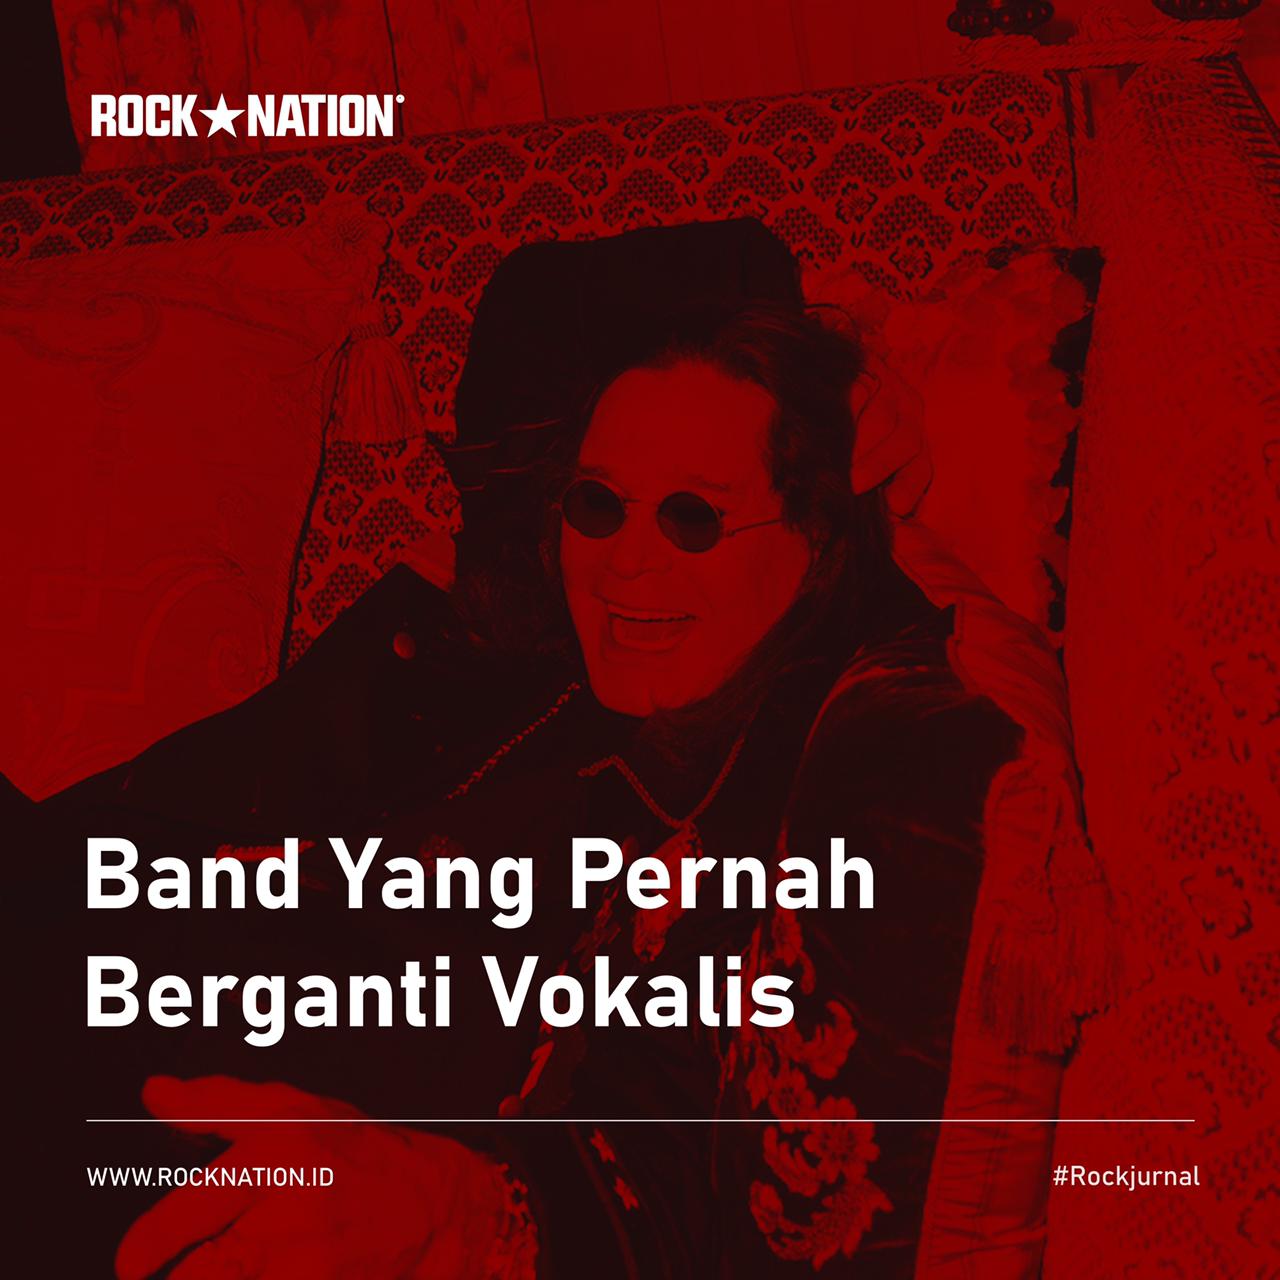 ROCK★NATION
Band Yang Pernah
Berganti Vokalis
WWW.ROCKNATION.ID
#Rockjurnal